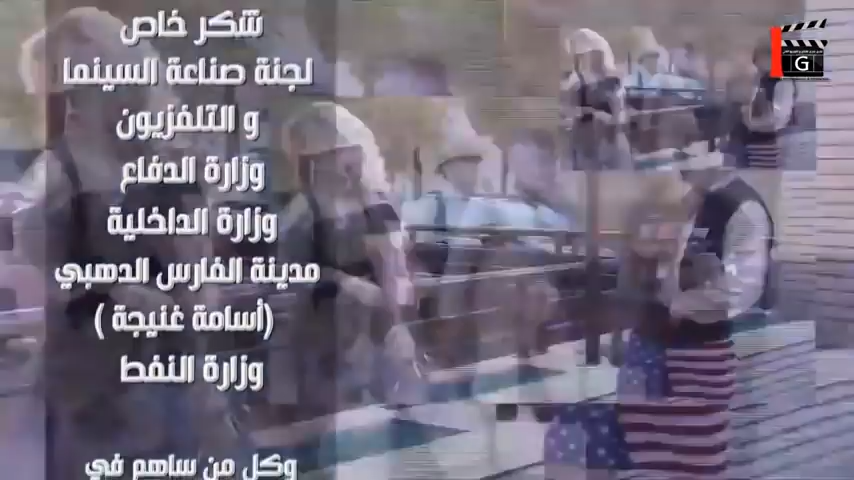 شكر خاص
لجنة صناعة السينما
و التلفزيون
وزارة الدفاع
وزارة الداخلية
مدينة الفارس الدهبي
(أسامة غنيجة )
وزارة النفط
وكل من ساهم في
G